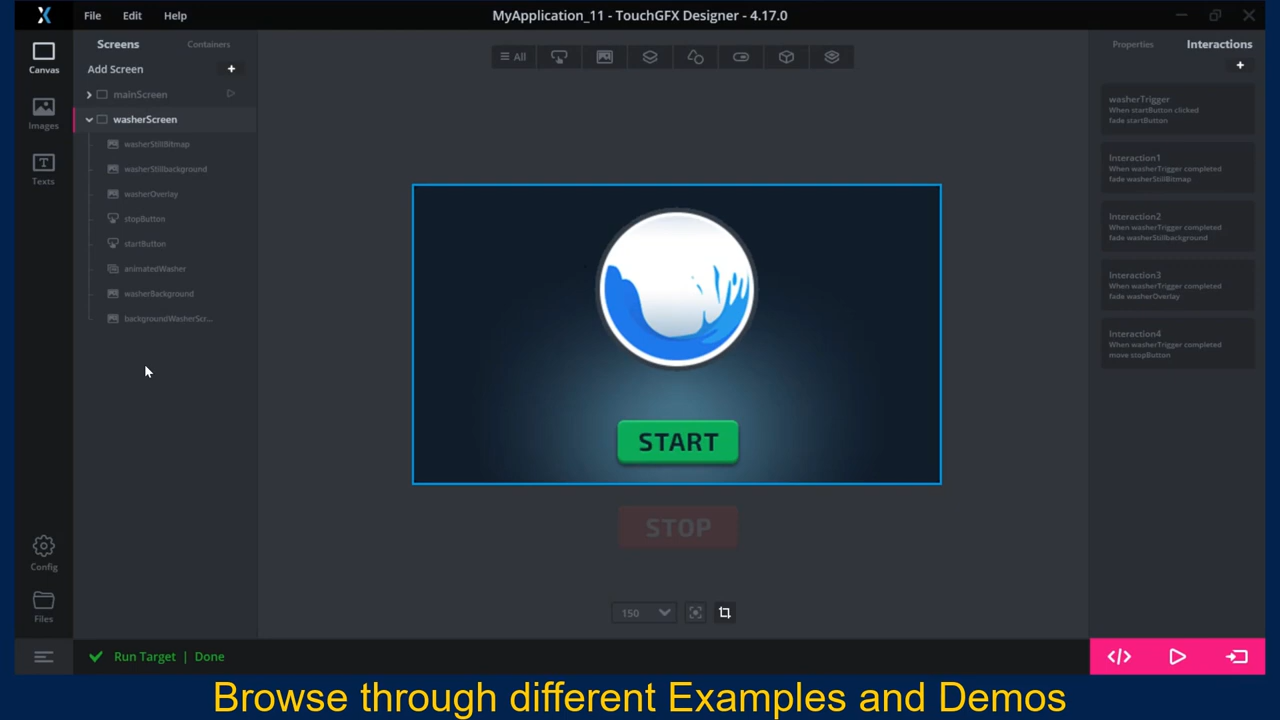 File Edit Help
MyApplication_11 - TouchGFX Designer - 4.17.0
Canvas
Images
Texts
Config
Files
Screens Containers
Add Screen +
mainScreen
washerScreen
washerStillBitmap
washerStillbackground
washerOverlay
stopButton
startButton
animatedWasher
washerBackground
backgroundWasherScr...
All
START
STOP
150
Properties Interactions
+
washerTrigger
When startButton clicked
fade startButton
Interaction1
When washerTrigger completed
fade washerStillBitmap
Interaction2
When washerTrigger completed
fade washerStillbackground
Interaction3
When washerTrigger completed
fade washerOverlay
Interaction4
When washerTrigger completed
move stopButton
Run Target | Done
Browse through different Examples and Demos